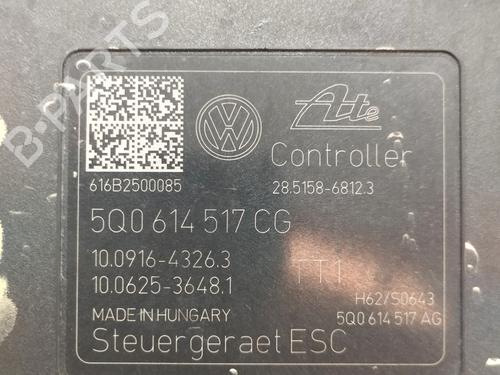 VW
Ate
Controller
616B2500085
28.5158-6812.3
5Q0 614 517 CG
10.0916-4326.3
TT1
10.0625-3648.1
H62/S0643
MADE IN HUNGARY
5Q0 614 517 AG
Steuergeraet ESC
B-PARTS